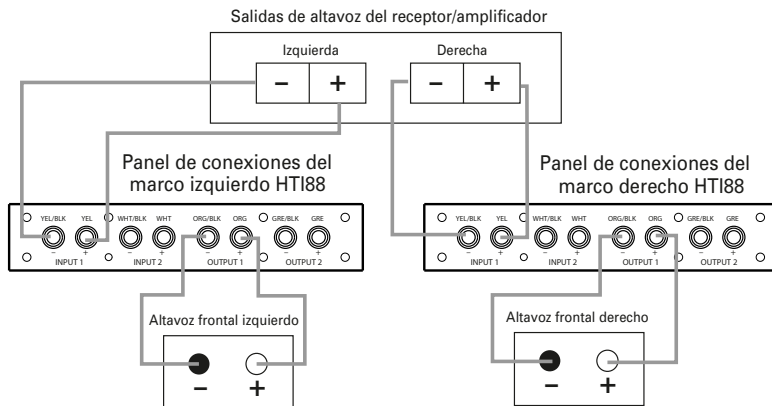 Salidas de altavoz del receptor/amplificador
Izquierda
Derecha
– +
– +
Panel de conexiones del
marco izquierdo HTI88
Panel de conexiones del
marco derecho HTI88
YEL/BLK YEL WHT/BLK WHT ORG/BLK ORG GRE/BLK GRE
– + – + – + – +
INPUT 1 INPUT 2 OUTPUT 1 OUTPUT 2
YEL/BLK YEL WHT/BLK WHT ORG/BLK ORG GRE/BLK GRE
– + – + – + – +
INPUT 1 INPUT 2 OUTPUT 1 OUTPUT 2
Altavoz frontal izquierdo
– +
Altavoz frontal derecho
– +